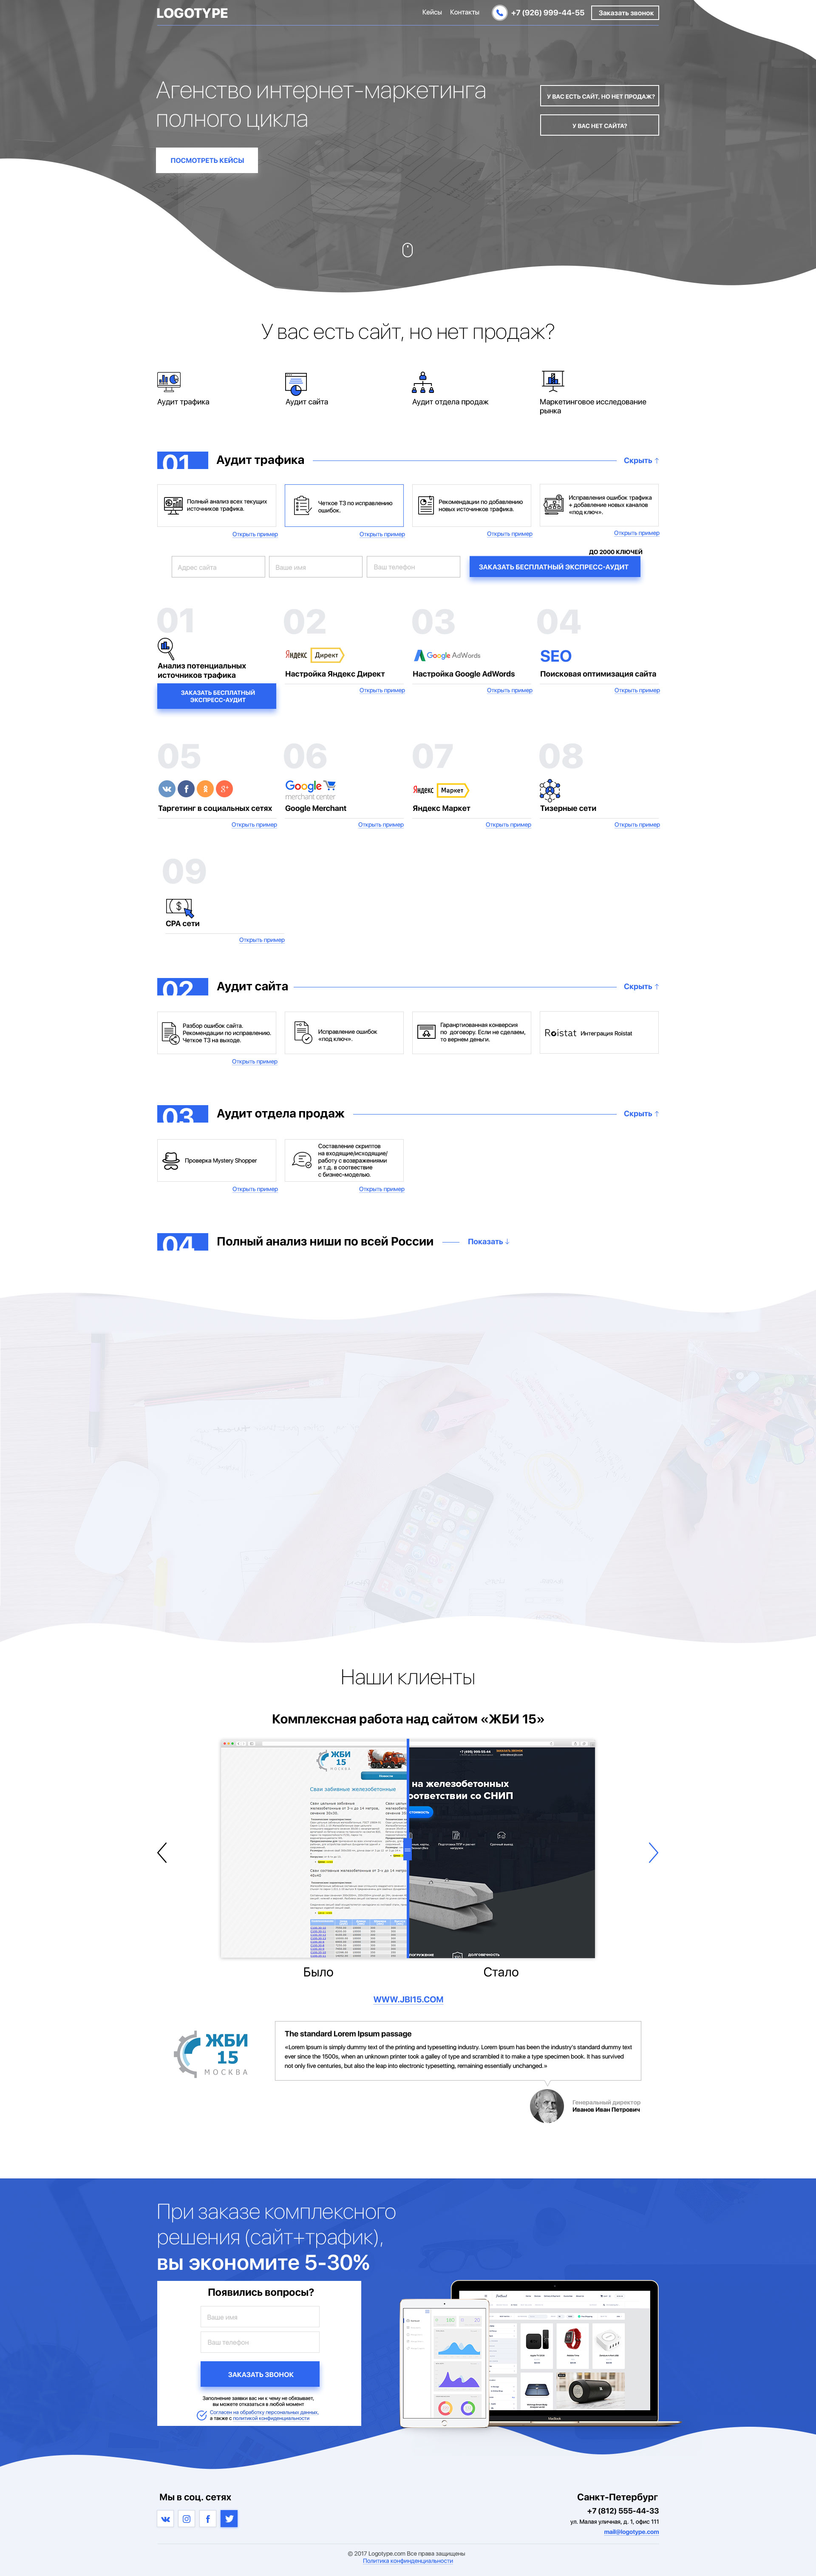 LOGOTYPE
Кейсы Контакты +7 (926) 999-44-55 Заказать звонок
Агенство интернет-маркетинга
полного цикла
У ВАС ЕСТЬ САЙТ, НО НЕТ ПРОДАЖ?
У ВАС НЕТ САЙТА?
ПОСМОТРЕТЬ КЕЙСЫ
У вас есть сайт, но нет продаж?
Аудит трафика
Аудит сайта
Аудит отдела продаж
Маркетинговое исследование
рынка
01 Аудит трафика Скрыть ↑
Полный анализ всех текущих
источников трафика.
Открыть пример
Четкое ТЗ по исправлению
ошибок.
Открыть пример
Рекомендации по добавлению
новых источников трафика.
Открыть пример
Исправления ошибок трафика
+ добавление новых каналов
«под ключ».
Открыть пример
ДО 2000 КЛЮЧЕЙ
Адрес сайта Ваше имя Ваш телефон ЗАКАЗАТЬ БЕСПЛАТНЫЙ ЭКСПРЕСС-АУДИТ
01
Анализ потенциальных
источников трафика
ЗАКАЗАТЬ БЕСПЛАТНЫЙ
ЭКСПРЕСС-АУДИТ
02
Яндекс Директ
Настройка Яндекс Директ
Открыть пример
03
Google AdWords
Настройка Google AdWords
Открыть пример
04
SEO
Поисковая оптимизация сайта
Открыть пример
05
Таргетинг в социальных сетях
Открыть пример
06
Google
merchant center
Google Merchant
Открыть пример
07
Яндекс Маркет
Яндекс Маркет
Открыть пример
08
Тизерные сети
Открыть пример
09
CPA сети
Открыть пример
02 Аудит сайта Скрыть ↑
Разбор ошибок сайта.
Рекомендации по исправлению.
Четкое ТЗ на выходе.
Открыть пример
Исправление ошибок
«под ключ».
Гаранртиованная конверсия
по договору. Если не сделаем,
то вернем деньги.
Roistat Интеграция Roistat
03 Аудит отдела продаж Скрыть ↑
Проверка Mystery Shopper
Открыть пример
Составление скриптов
на входящие/исходящие/
работу с возвражениями
и т.д. в соотвествие
с бизнес-моделью.
Открыть пример
04 Полный анализ ниши по всей России Показать ↓
Наши клиенты
Комплексная работа над сайтом «ЖБИ 15»
ЖБИ
15
МОСКВА
Сваи забивные железобетонные
на железобетонных
оответствии со СНИП
Было Стало
WWW.JBI15.COM
ЖБИ
15
МОСКВА
The standard Lorem Ipsum passage
«Lorem Ipsum is simply dummy text of the printing and typesetting industry. Lorem Ipsum has been the industry's standard dummy text
ever since the 1500s, when an unknown printer took a galley of type and scrambled it to make a type specimen book. It has survived
not only five centuries, but also the leap into electronic typesetting, remaining essentially unchanged.»
Генеральный директор
Иванов Иван Петрович
При заказе комплексного
решения (сайт+трафик),
вы экономите 5-30%
Появились вопросы?
Ваше имя
Ваш телефон
ЗАКАЗАТЬ ЗВОНОК
Заполнение заявки вас ни к чему не обязывает,
вы можете отказаться в любой момент
Согласен на обработку персональных данных,
а также с политикой конфиденциальности
Мы в соц. сетях
Санкт-Петербург
+7 (812) 555-44-33
ул. Малая уличная, д. 1, офис 111
mail@logotype.com
© 2017 Logotype.com Все права защищены
Политика конфинденциальности